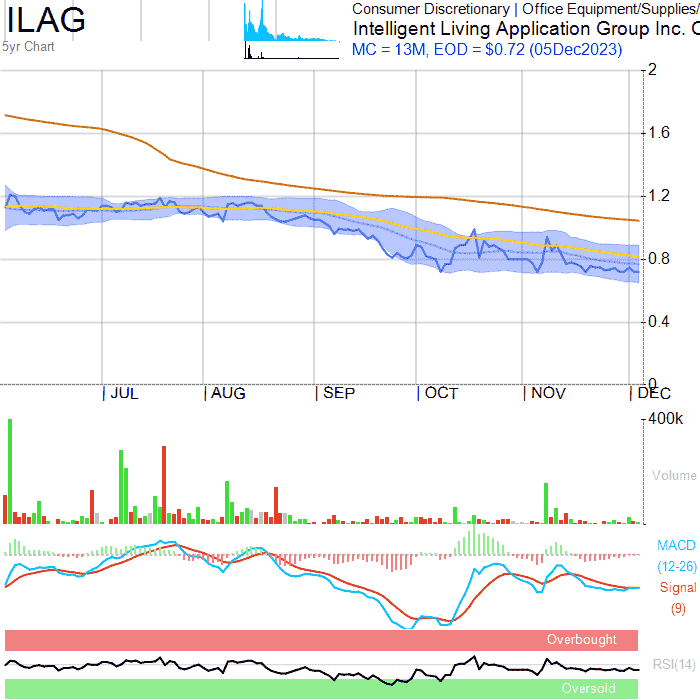 ILAG
5yr Chart
Consumer Discretionary | Office Equipment/Supplies/
Intelligent Living Application Group Inc. O
MC = 13M, EOD = $0.72 (05Dec2023)
2
1.6
1.2
0.8
0.4
0
JUL AUG SEP OCT NOV DEC
400k
Volume
MACD
(12-26)
Signal
(9)
Overbought
RSI(14)
Oversold